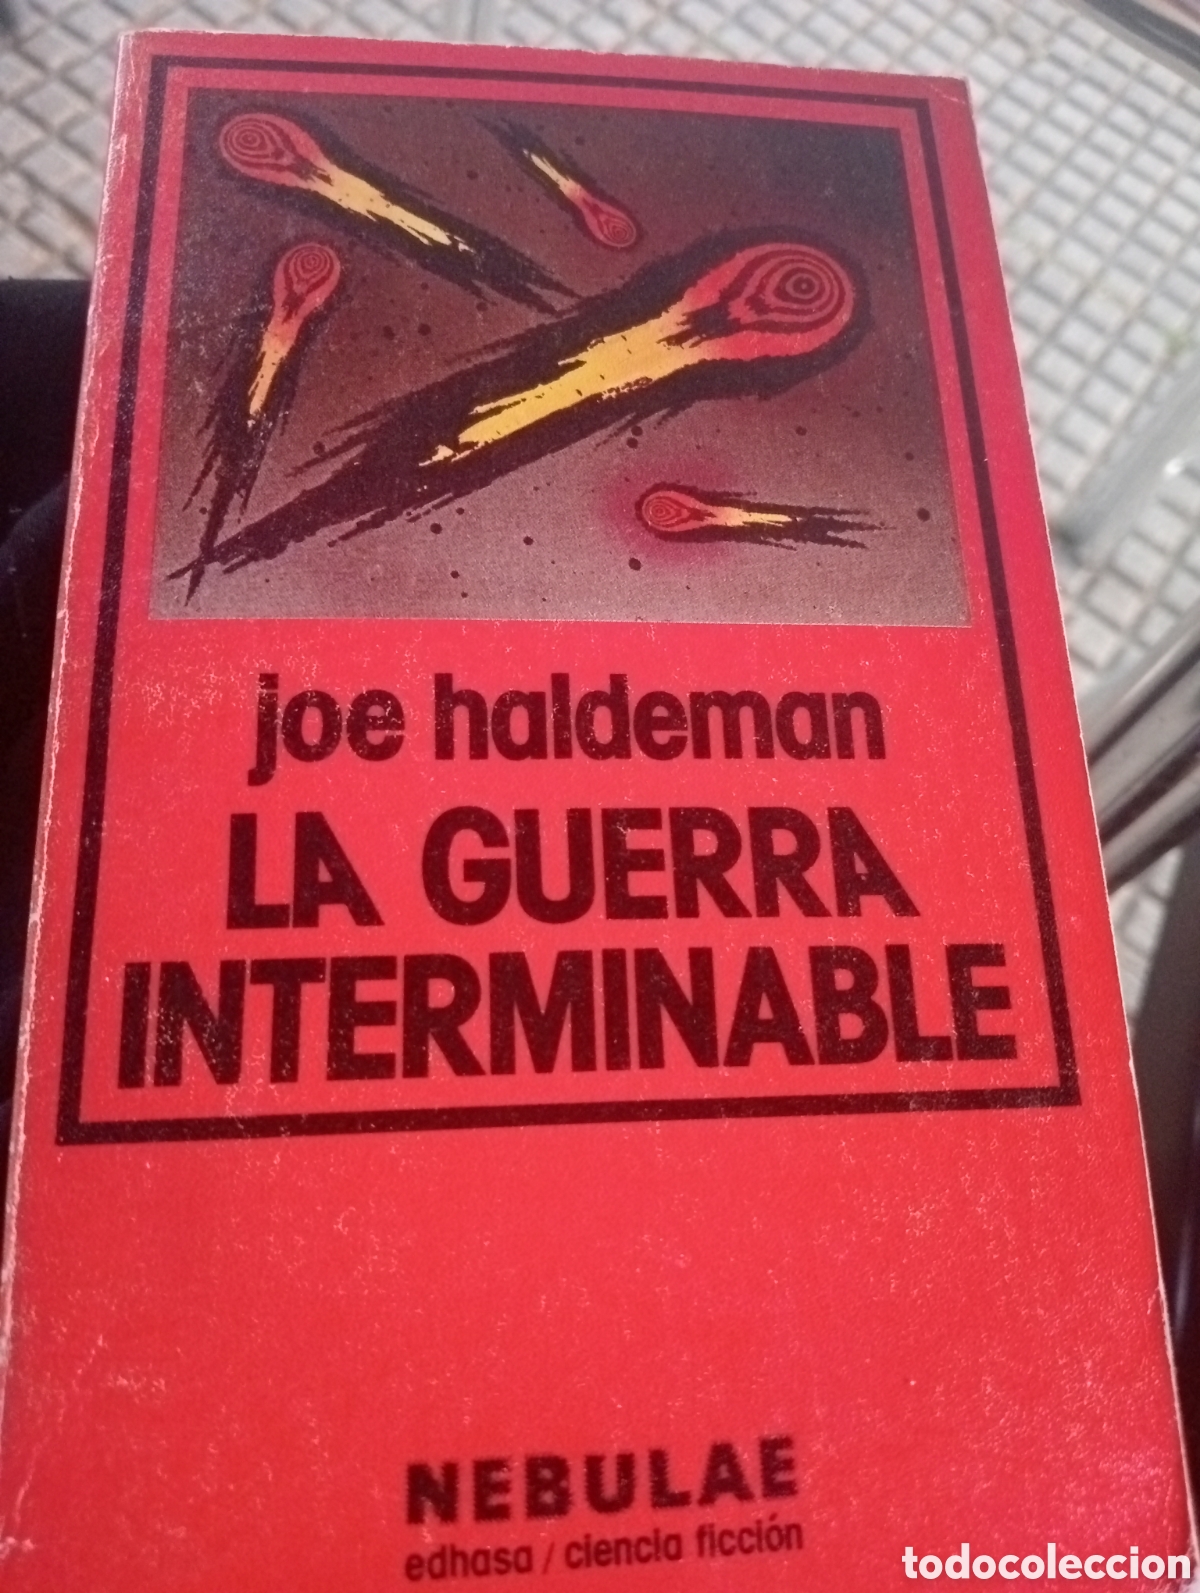 joe haldeman
LA GUERRA
INTERMINABLE
NEBULAE
edhasa / ciencia ficción
todocoleccion